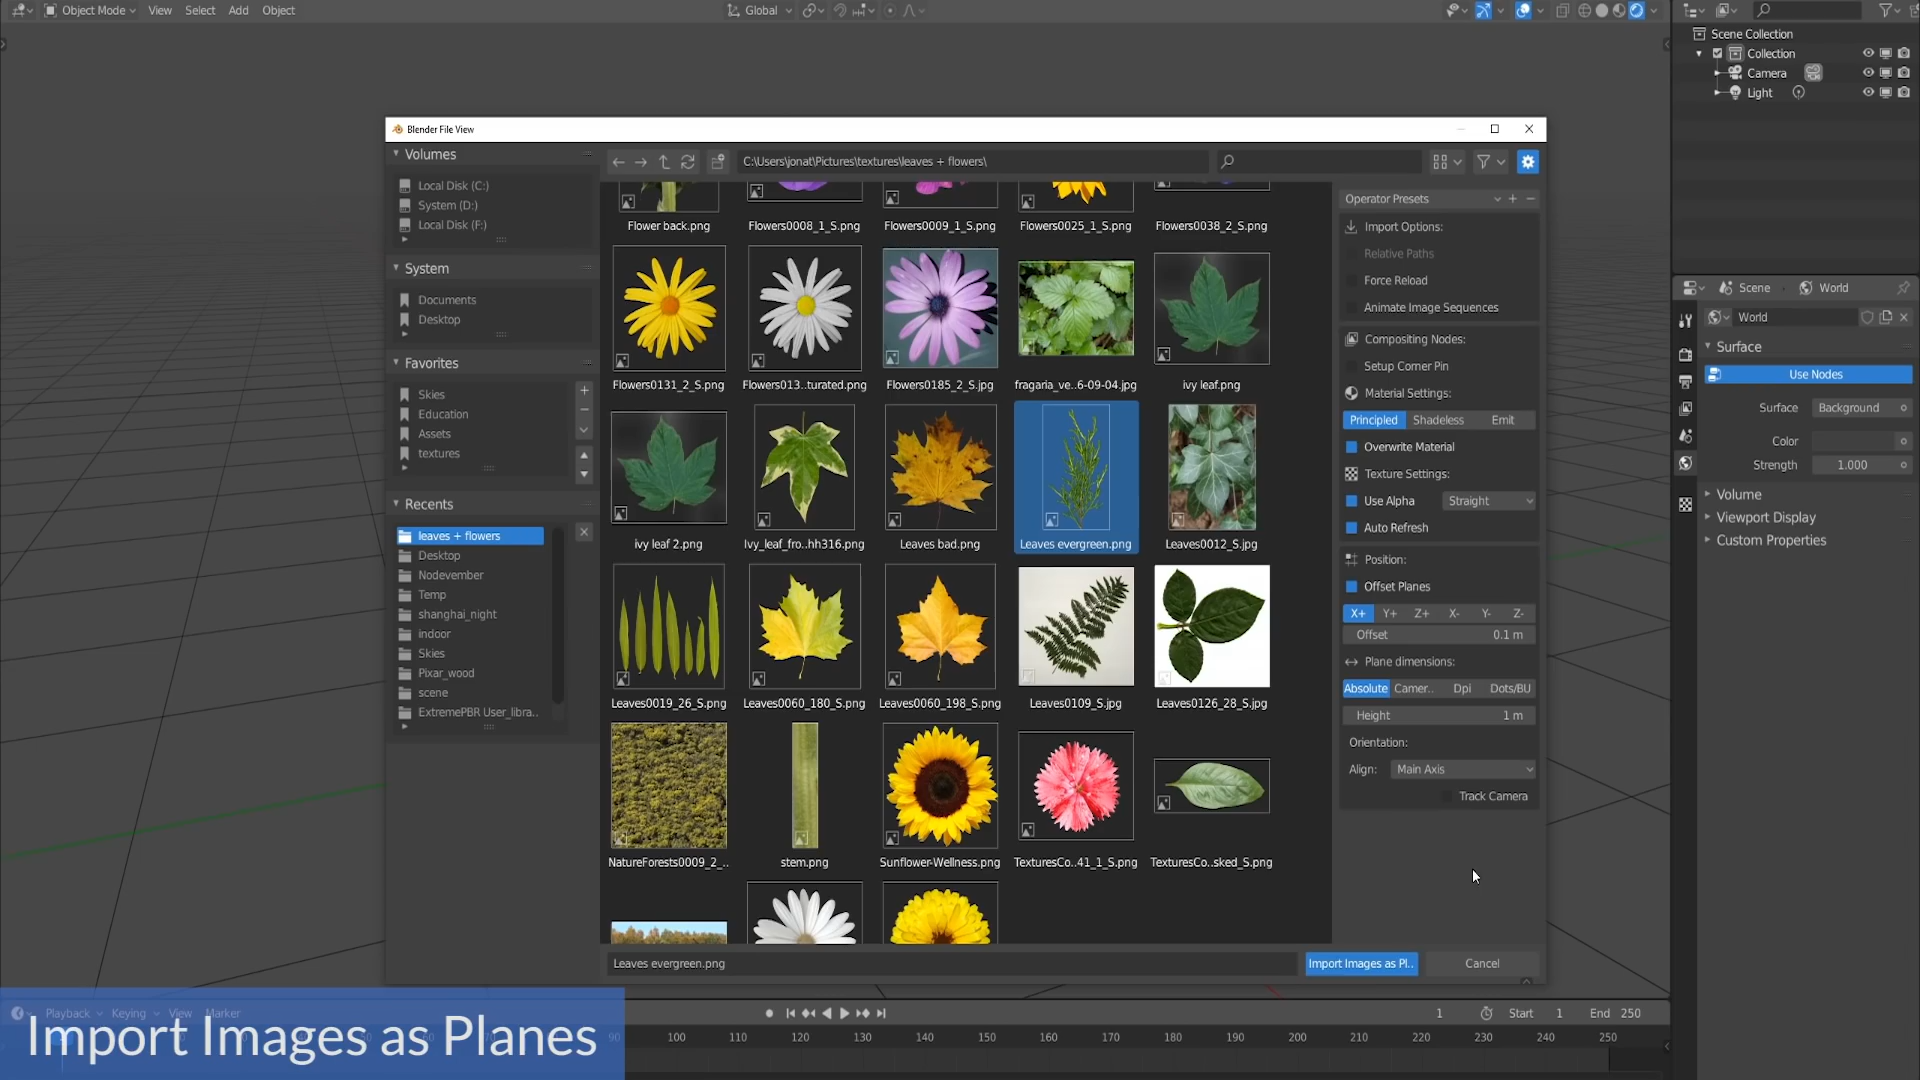 Object Mode View Select Add Object Global
Scene Collection
Collection
Camera
Light
Blender File View
C:\Users\jonat\Pictures\textures\leaves + flowers\
Volumes
Local Disk (C:)
System (D:)
Local Disk (F:)
System
Documents
Desktop
Favorites
Skies
Education
Assets
textures
Recents
leaves + flowers
Desktop
Nodevember
Temp
shanghai_night
indoor
Skies
Pixar_wood
scene
ExtremePBR User_libra..
Flower back.png Flowers0008_1_S.png Flowers0009_1_S.png Flowers0025_1_S.png Flowers0038_2_S.png
Flowers0131_2_S.png Flowers013..turated.png Flowers0185_2_S.jpg fragaria_ve..6-09-04.jpg ivy leaf.png
ivy leaf 2.png Ivy_leaf_fro..hh316.png Leaves bad.png Leaves evergreen.png Leaves0012_S.jpg
Leaves0019_26_S.png Leaves0060_180_S.png Leaves0060_198_S.png Leaves0109_S.jpg Leaves0126_28_S.jpg
NatureForests0009_2_.. stem.png Sunflower-Wellness.png TexturesCo..41_1_S.png TexturesCo..sked_S.png
Leaves evergreen.png
Import Images as Pl..
Cancel
Operator Presets
Import Options:
Relative Paths
Force Reload
Animate Image Sequences
Compositing Nodes:
Setup Corner Pin
Material Settings:
Principled Shadeless Emit
Overwrite Material
Texture Settings:
Use Alpha Straight
Auto Refresh
Position:
Offset Planes
X+ Y+ Z+ X- Y- Z-
Offset 0.1 m
Plane dimensions:
Absolute Camer.. Dpi Dots/BU
Height 1 m
Orientation:
Align: Main Axis
Track Camera
Scene World
World
Surface
Use Nodes
Surface Background
Color
Strength 1.000
Volume
Viewport Display
Custom Properties
Playback Keying View Marker
1 Start 1 End 250
90 100 110 120 130 140 150 160 170 180 190 200 210 220 230 240 250
Import Images as Planes